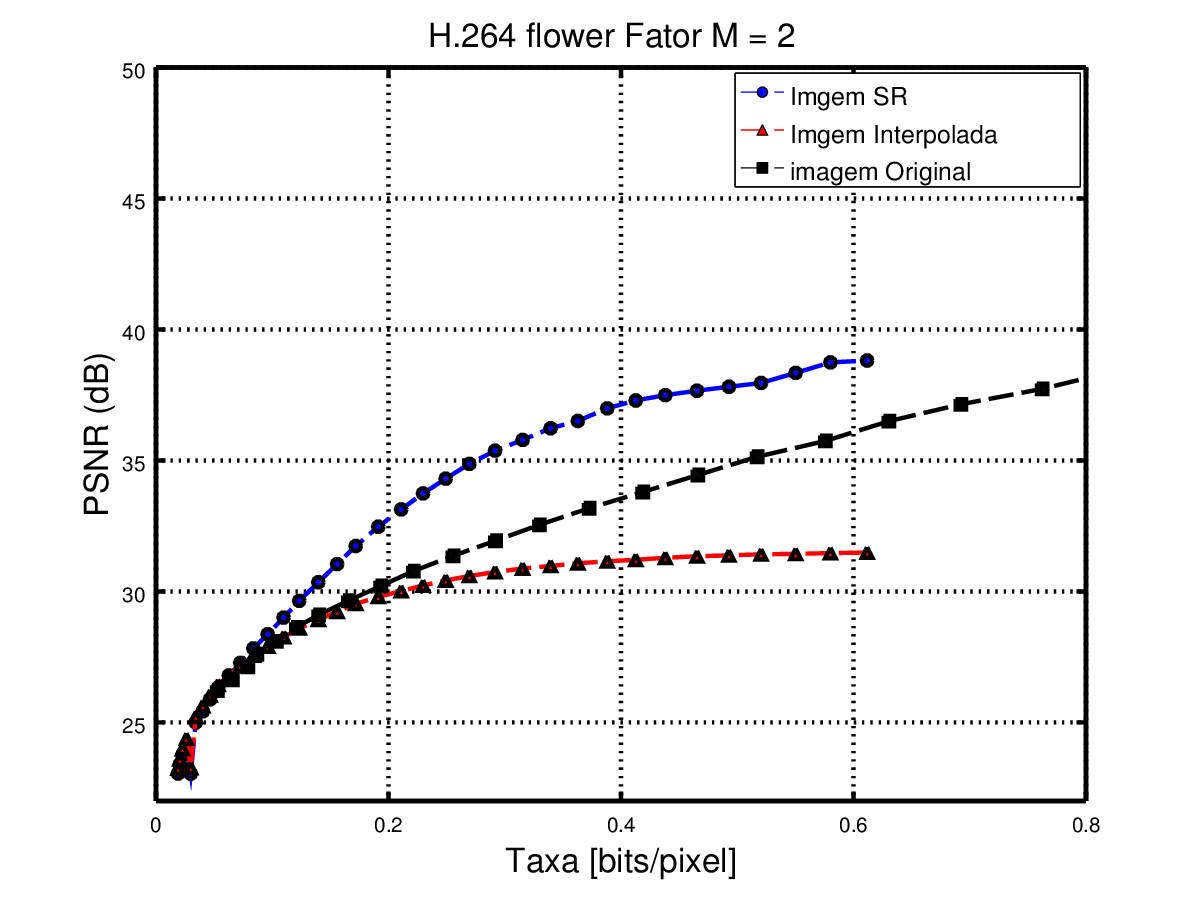 H.264 flower Fator M = 2
50
45
40
35
30
25
PSNR (dB)
Imgem SR
Imgem Interpolada
imagem Original
0 0.2 0.4 0.6 0.8
Taxa [bits/pixel]